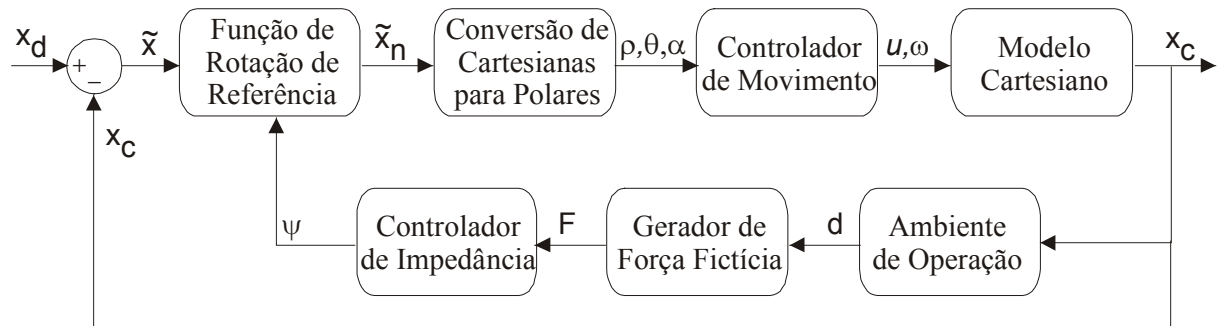 x_d
+
−
x̃
Função de
Rotação de
Referência
x̃_n
Conversão de
Cartesianas
para Polares
ρ,θ,α
Controlador
de Movimento
u,ω
Modelo
Cartesiano
x_c
x_c
ψ
Controlador
de Impedância
F
Gerador de
Força Fictícia
d
Ambiente
de Operação